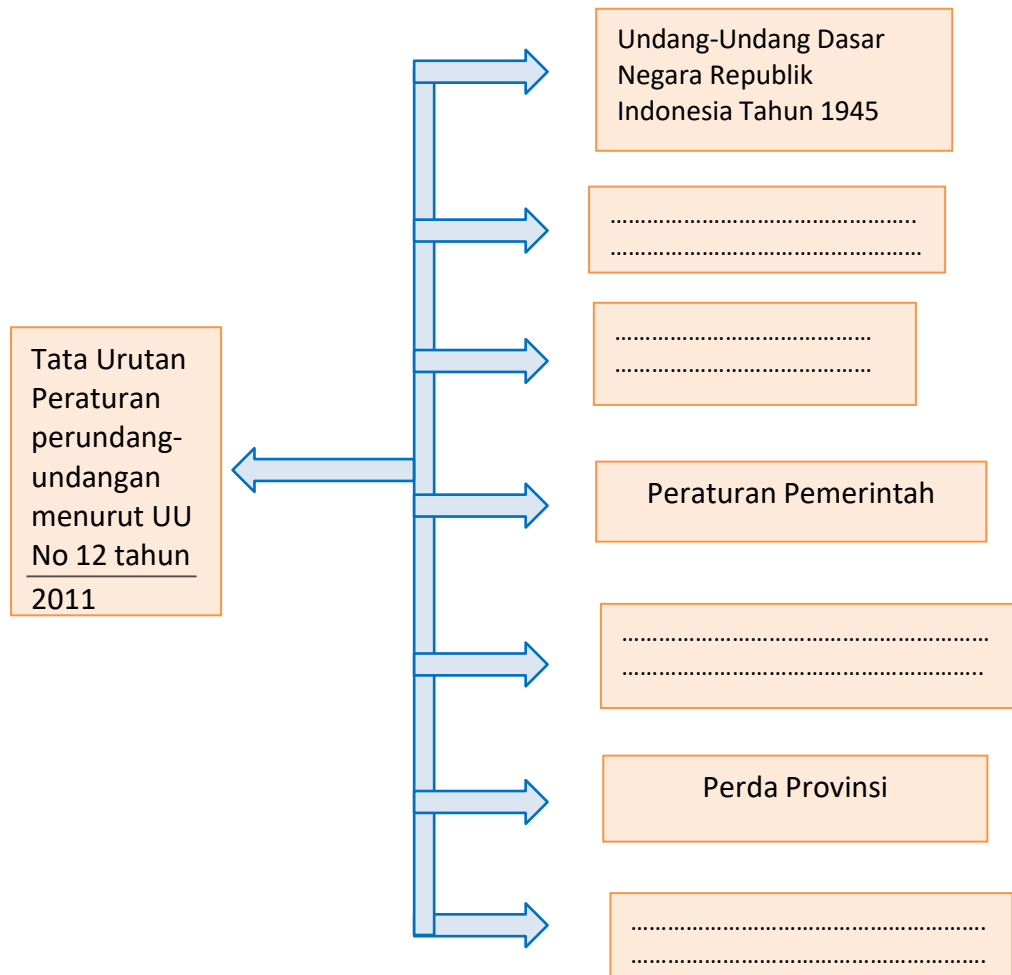 Undang-Undang Dasar
Negara Republik
Indonesia Tahun 1945
…………………………………………..
……………………………………………
……………………………………
……………………………………
Tata Urutan
Peraturan
perundang-
undangan
menurut UU
No 12 tahun
2011
Peraturan Pemerintah
……………………………………………………
…………………………………………………..
Perda Provinsi
………………………………………………….
………………………………………………….